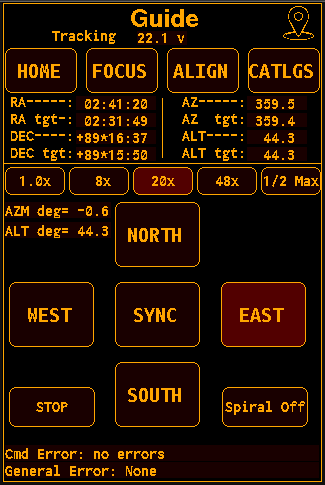 Guide
Tracking 22.1 v
HOME FOCUS ALIGN CATLGS
RA-----: 02:41:20 AZ-----: 359.5
RA tgt-: 02:31:49 AZ tgt: 359.4
DEC----:+89*16:37 ALT----: 44.3
DEC tgt:+89*15:50 ALT tgt: 44.3
1.0x 8x 20x 48x 1/2 Max
AZM deg= -0.6
ALT deg= 44.3
NORTH
WEST SYNC EAST
SOUTH
STOP Spiral Off
Cmd Error: no errors
General Error: None